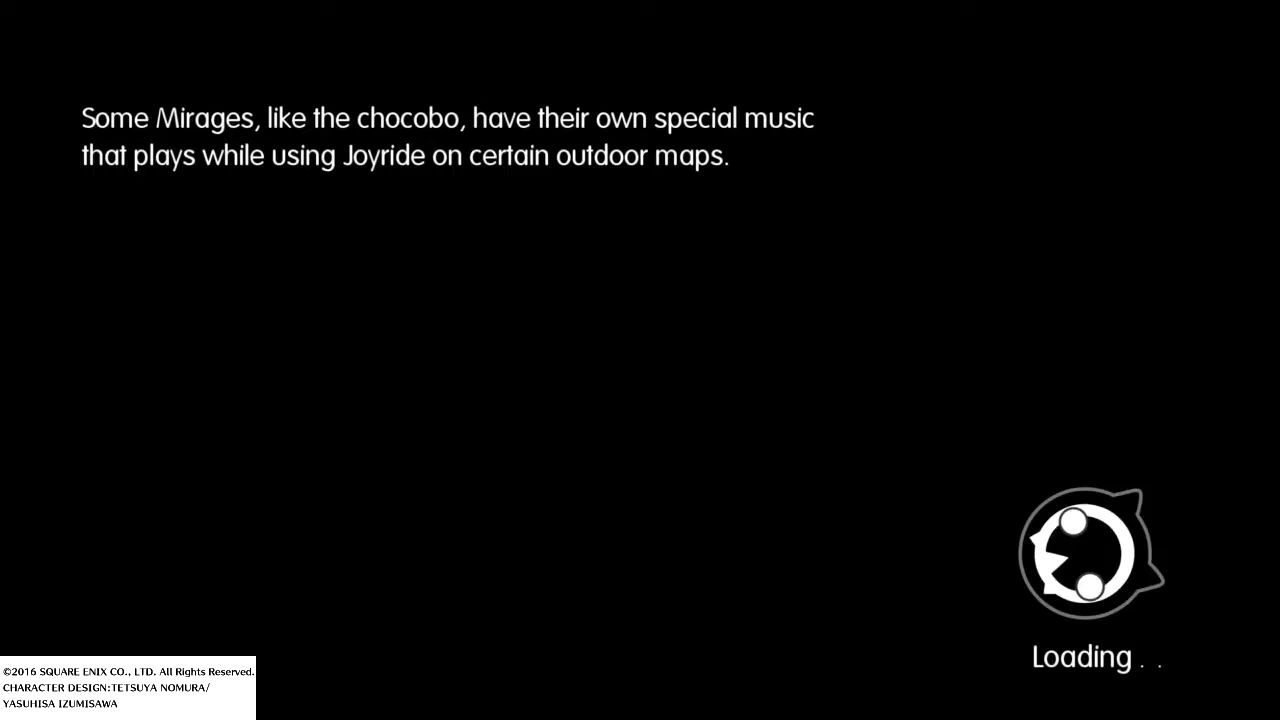 Some Mirages, like the chocobo, have their own special music
that plays while using Joyride on certain outdoor maps.
Loading . .
©2016 SQUARE ENIX CO., LTD. All Rights Reserved.
CHARACTER DESIGN:TETSUYA NOMURA/
YASUHISA IZUMISAWA